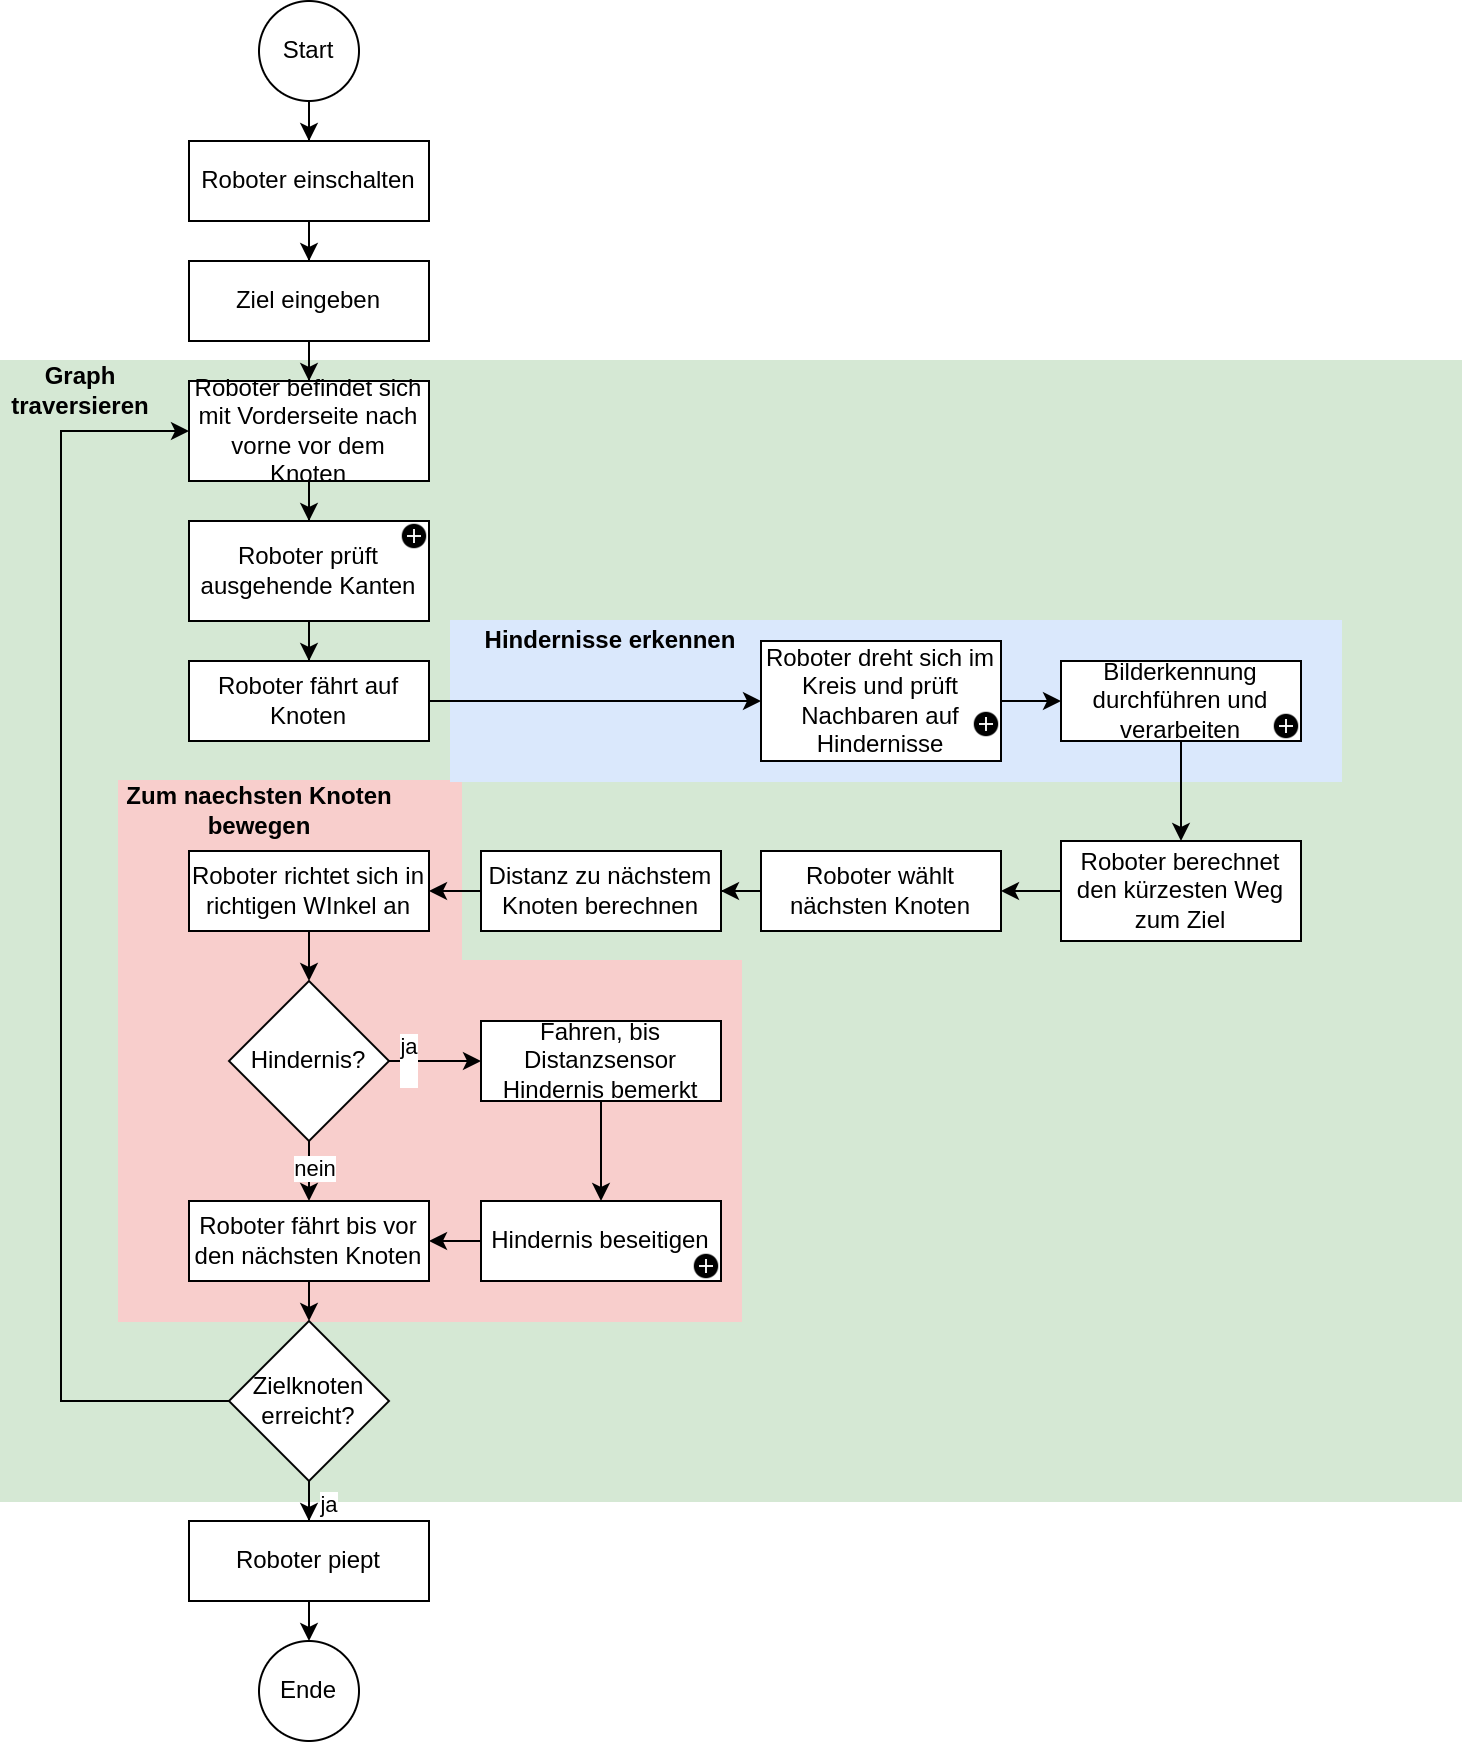 Start
Roboter einschalten
Ziel eingeben
Graph
traversieren
Roboter befindet sich
mit Vorderseite nach
vorne vor dem
Knoten
Roboter prüft
ausgehende Kanten
Roboter fährt auf
Knoten
Hindernisse erkennen
Roboter dreht sich im
Kreis und prüft
Nachbaren auf
Hindernisse
Bilderkennung
durchführen und
verarbeiten
Roboter berechnet
den kürzesten Weg
zum Ziel
Roboter wählt
nächsten Knoten
Distanz zu nächstem
Knoten berechnen
Zum naechsten Knoten
bewegen
Roboter richtet sich in
richtigen WInkel an
Hindernis?
ja
Fahren, bis
Distanzsensor
Hindernis bemerkt
nein
Hindernis beseitigen
Roboter fährt bis vor
den nächsten Knoten
Zielknoten
erreicht?
ja
Roboter piept
Ende